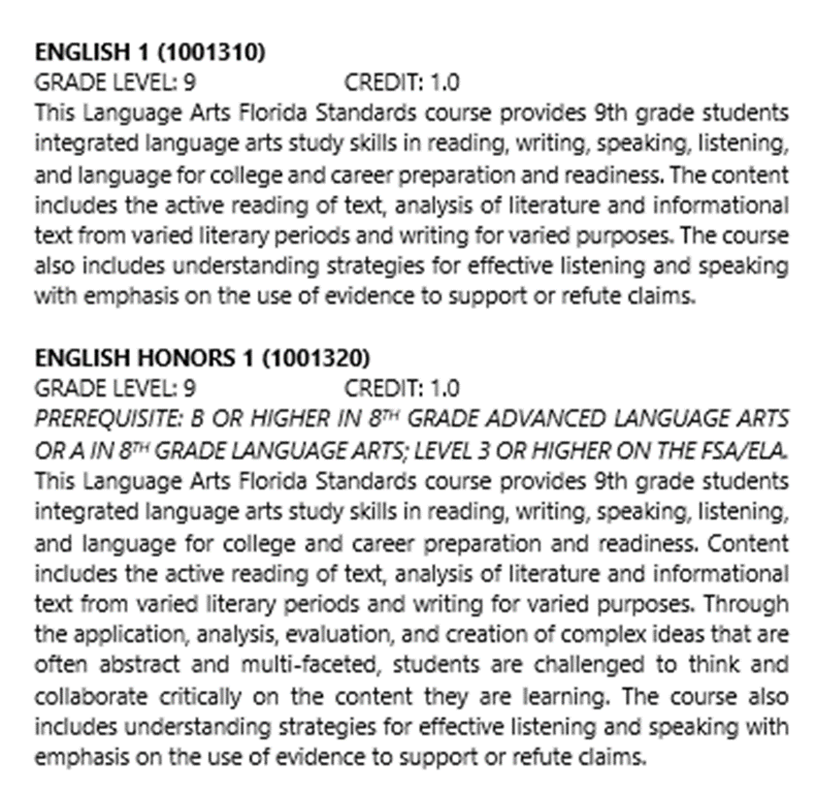 ENGLISH 1 (1001310)
GRADE LEVEL: 9 CREDIT: 1.0
This Language Arts Florida Standards course provides 9th grade students
integrated language arts study skills in reading, writing, speaking, listening,
and language for college and career preparation and readiness. The content
includes the active reading of text, analysis of literature and informational
text from varied literary periods and writing for varied purposes. The course
also includes understanding strategies for effective listening and speaking
with emphasis on the use of evidence to support or refute claims.
ENGLISH HONORS 1 (1001320)
GRADE LEVEL: 9 CREDIT: 1.0
PREREQUISITE: B OR HIGHER IN 8TH GRADE ADVANCED LANGUAGE ARTS
OR A IN 8TH GRADE LANGUAGE ARTS; LEVEL 3 OR HIGHER ON THE FSA/ELA.
This Language Arts Florida Standards course provides 9th grade students
integrated language arts study skills in reading, writing, speaking, listening,
and language for college and career preparation and readiness. Content
includes the active reading of text, analysis of literature and informational
text from varied literary periods and writing for varied purposes. Through
the application, analysis, evaluation, and creation of complex ideas that are
often abstract and multi-faceted, students are challenged to think and
collaborate critically on the content they are learning. The course also
includes understanding strategies for effective listening and speaking with
emphasis on the use of evidence to support or refute claims.